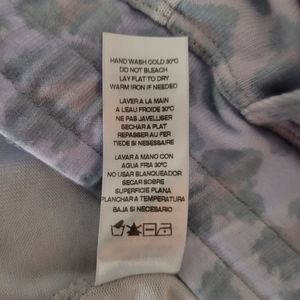 HAND WASH COLD 30°C
DO NOT BLEACH
LAY FLAT TO DRY
WARM IRON IF NEEDED
LAVER A LA MAIN
A L'EAU FROIDE 30°C
NE PAS JAVELLISER
SECHAR A PLAT
REPASSER AU FER
TIEDE SI NECESSAIRE
LAVAR A MANO CON
AGUA FRIA 30°C
NO USAR BLANQUEADOR
SECAR SOBRE
SUPERFICIE PLANA
PLANCHAR A TEMPERATURA
BAJA SI NECESARIO